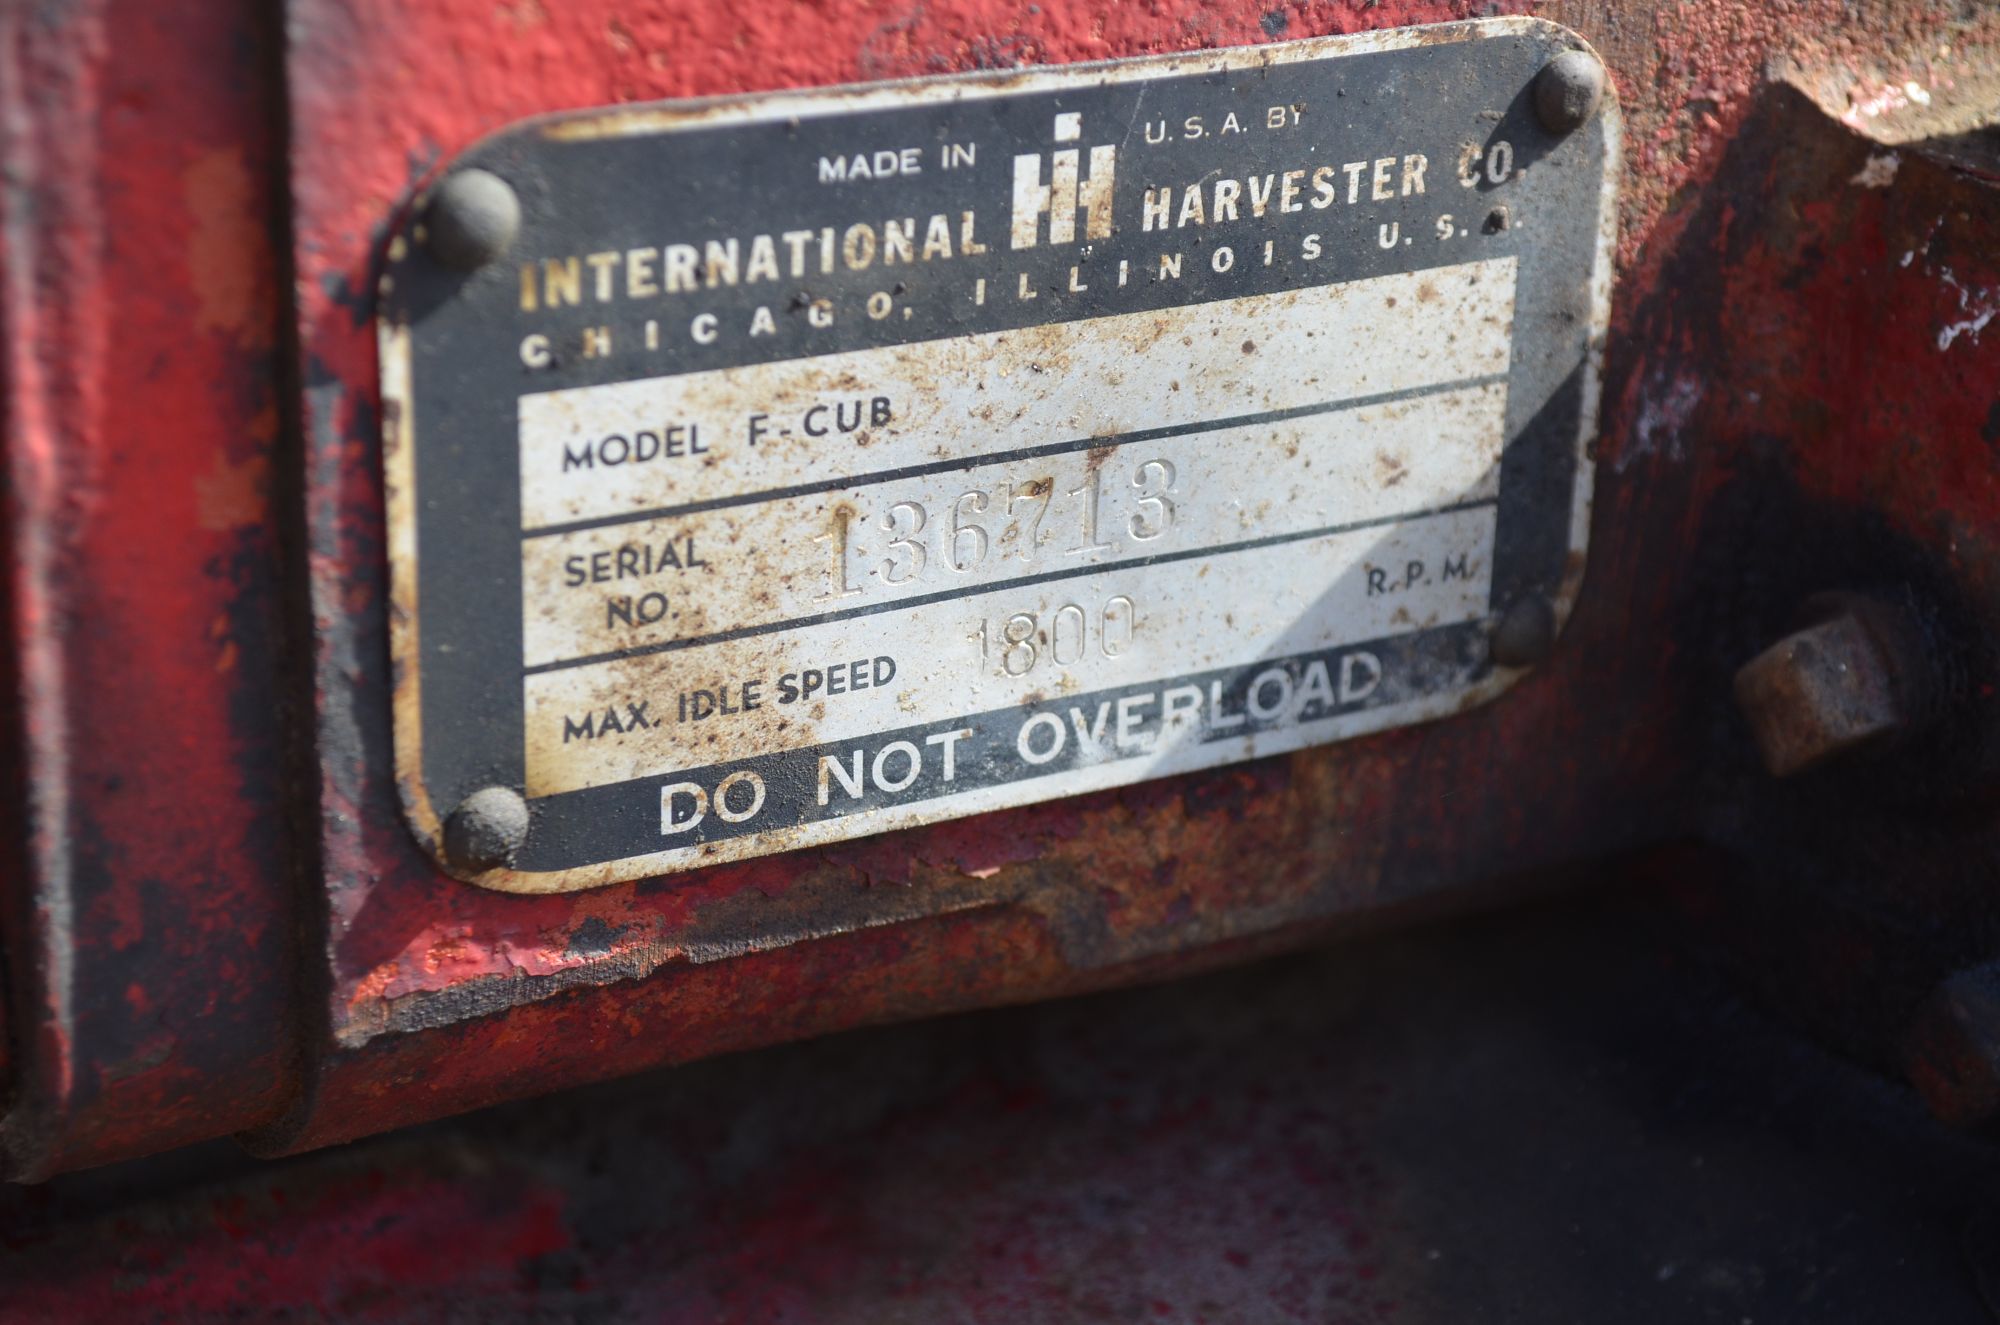 MADE IN IH U.S.A. BY
INTERNATIONAL HARVESTER CO.
CHICAGO, ILLINOIS U.S.A.
MODEL F-CUB
SERIAL NO. 136713
MAX. IDLE SPEED 1800 R.P.M.
DO NOT OVERLOAD